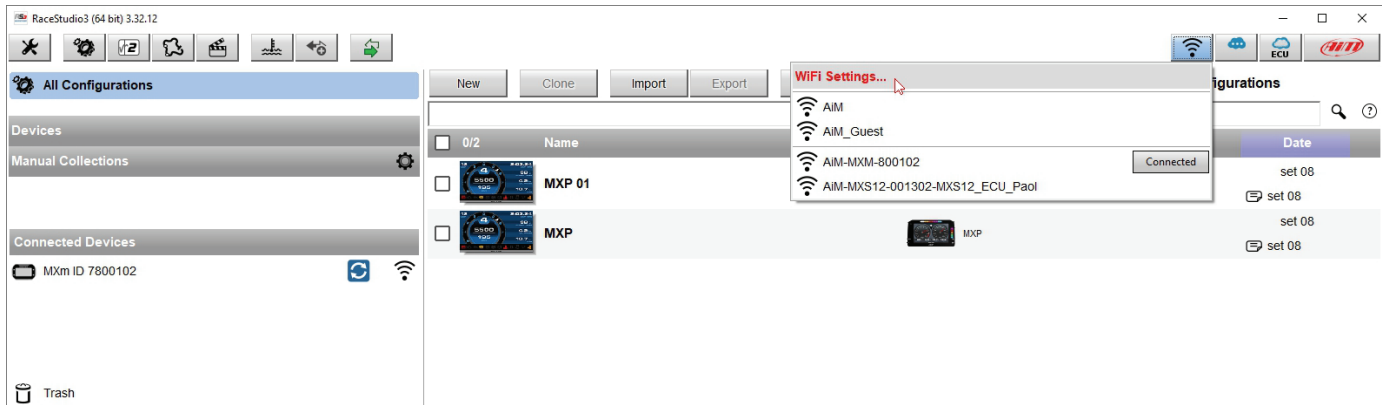 RaceStudio3 (64 bit) 3.32.12
ECU
AiM
All Configurations
Devices
Manual Collections
Connected Devices
MXm ID 7800102
Trash
New
Clone
Import
Export
igurations
0/2
Name
Date
MXP 01
set 08
set 08
MXP
MXP
set 08
set 08
WiFi Settings...
AiM
AiM_Guest
AiM-MXM-800102
Connected
AiM-MXS12-001302-MXS12_ECU_Paol